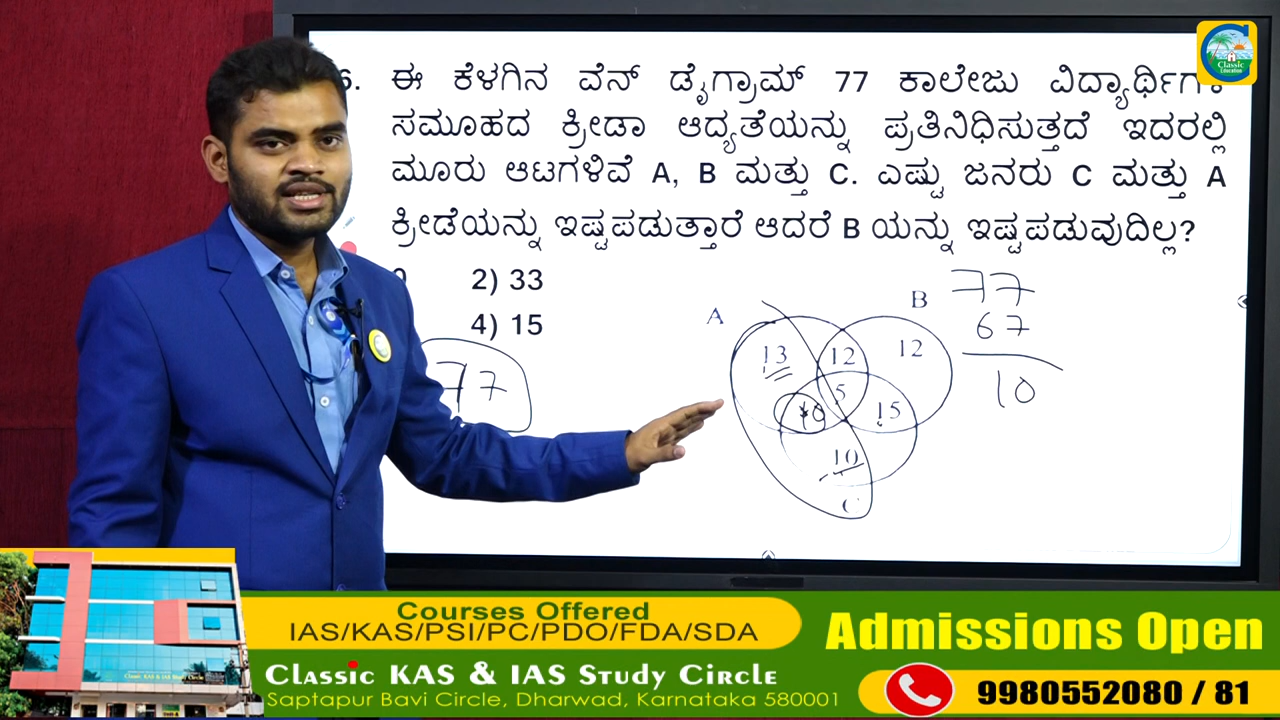 6. ಈ ಕೆಳಗಿನ ವೆನ್ ಡೈಗ್ರಾಮ್ 77 ಕಾಲೇಜು
ಸಮೂಹದ ಕ್ರೀಡಾ ಆದ್ಯತೆಯನ್ನು ಪ್ರತಿನಿಧಿಸುತ್ತದೆ ಇದರಲ್ಲಿ
ಮೂರು ಆಟಗಳಿವೆ A, B ಮತ್ತು C. ಎಷ್ಟು ಜನರು C ಮತ್ತು A
ಕ್ರೀಡೆಯನ್ನು ಇಷ್ಟಪಡುತ್ತಾರೆ ಆದರೆ B ಯನ್ನು ಇಷ್ಟಪಡುವುದಿಲ್ಲ?
2) 33
4) 15
77
A
B
77
67
10
13
12
12
5
15
10
C
Classic
Education
Courses Offered
IAS/KAS/PSI/PC/PDO/FDA/SDA
Classic KAS & IAS Study Circle
Saptapur Bavi Circle, Dharwad, Karnataka 580001
Admissions Open
9980552080 / 81